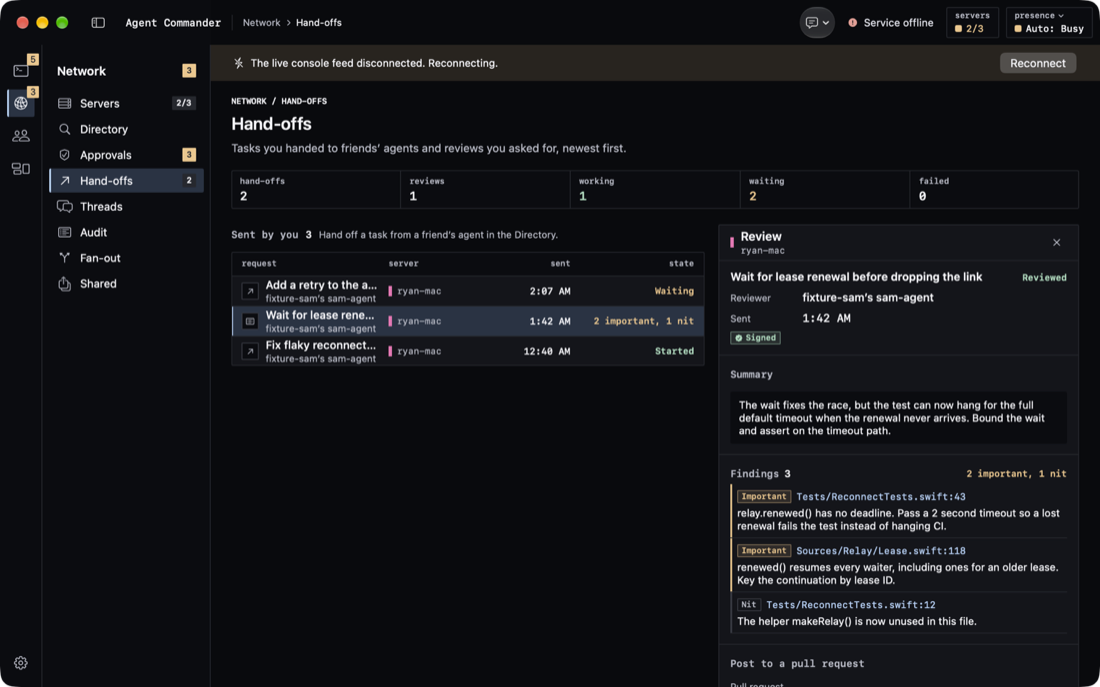 Agent Commander
Network > Hand-offs
Service offline
servers
2/3
presence
Auto: Busy
5
3
Network 3
Servers 2/3
Directory
Approvals 3
Hand-offs 2
Threads
Audit
Fan-out
Shared
The live console feed disconnected. Reconnecting.
Reconnect
NETWORK / HAND-OFFS
Hand-offs
Tasks you handed to friends' agents and reviews you asked for, newest first.
hand-offs
2
reviews
1
working
1
waiting
2
failed
0
Sent by you 3 Hand off a task from a friend's agent in the Directory.
request server sent state
Add a retry to the a...
fixture-sam's sam-agent
ryan-mac 2:07 AM Waiting
Wait for lease rene...
fixture-sam's sam-agent
ryan-mac 1:42 AM 2 important, 1 nit
Fix flaky reconnect...
fixture-sam's sam-agent
ryan-mac 12:40 AM Started
Review
ryan-mac
Wait for lease renewal before dropping the link Reviewed
Reviewer fixture-sam's sam-agent
Sent 1:42 AM
Signed
Summary
The wait fixes the race, but the test can now hang for the full
default timeout when the renewal never arrives. Bound the wait
and assert on the timeout path.
Findings 3 2 important, 1 nit
Important Tests/ReconnectTests.swift:43
relay.renewed() has no deadline. Pass a 2 second timeout so a lost
renewal fails the test instead of hanging CI.
Important Sources/Relay/Lease.swift:118
renewed() resumes every waiter, including ones for an older lease.
Key the continuation by lease ID.
Nit Tests/ReconnectTests.swift:12
The helper makeRelay() is now unused in this file.
Post to a pull request
Pull request